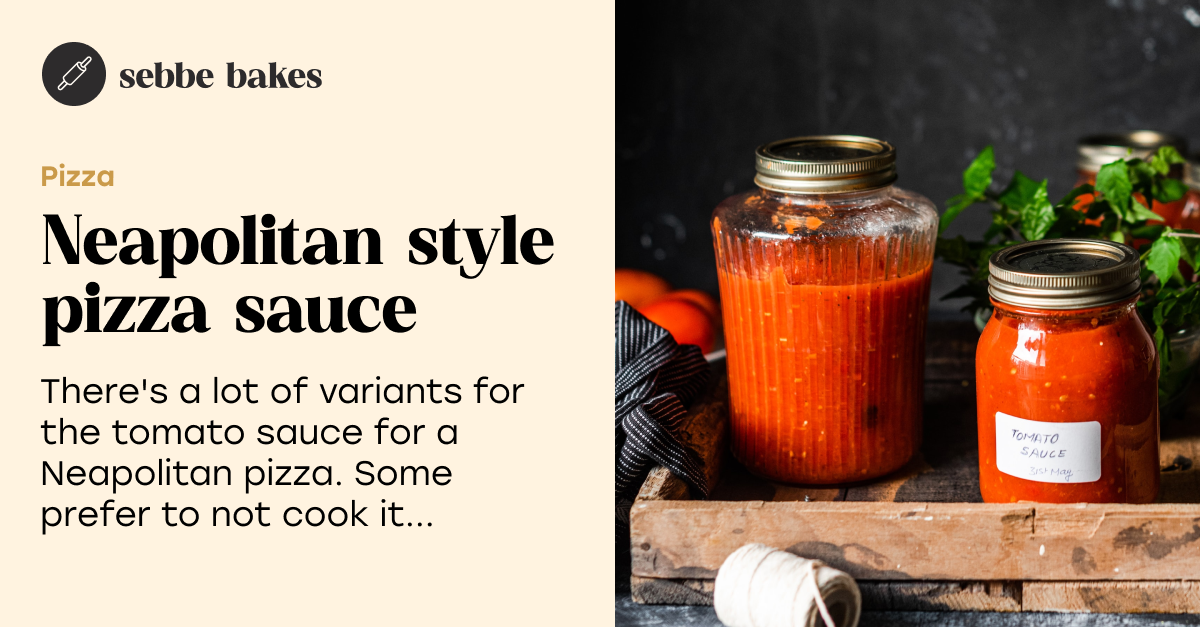 sebbe bakes
Pizza
Neapolitan style
pizza sauce
There's a lot of variants for
the tomato sauce for a
Neapolitan pizza. Some
prefer to not cook it...
TOMATO
SAUCE
31st May